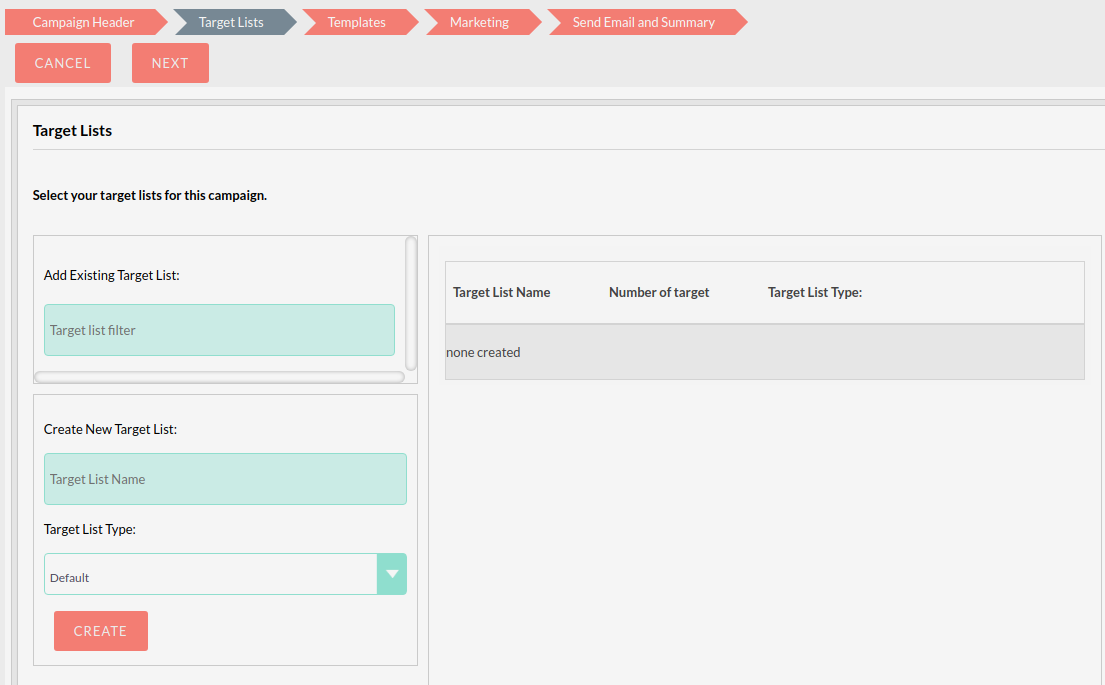 Campaign Header Target Lists Templates Marketing Send Email and Summary
CANCEL NEXT
Target Lists
Select your target lists for this campaign.
Add Existing Target List:
Target list filter
Create New Target List:
Target List Name
Target List Type:
Default
CREATE
Target List Name Number of target Target List Type:
none created